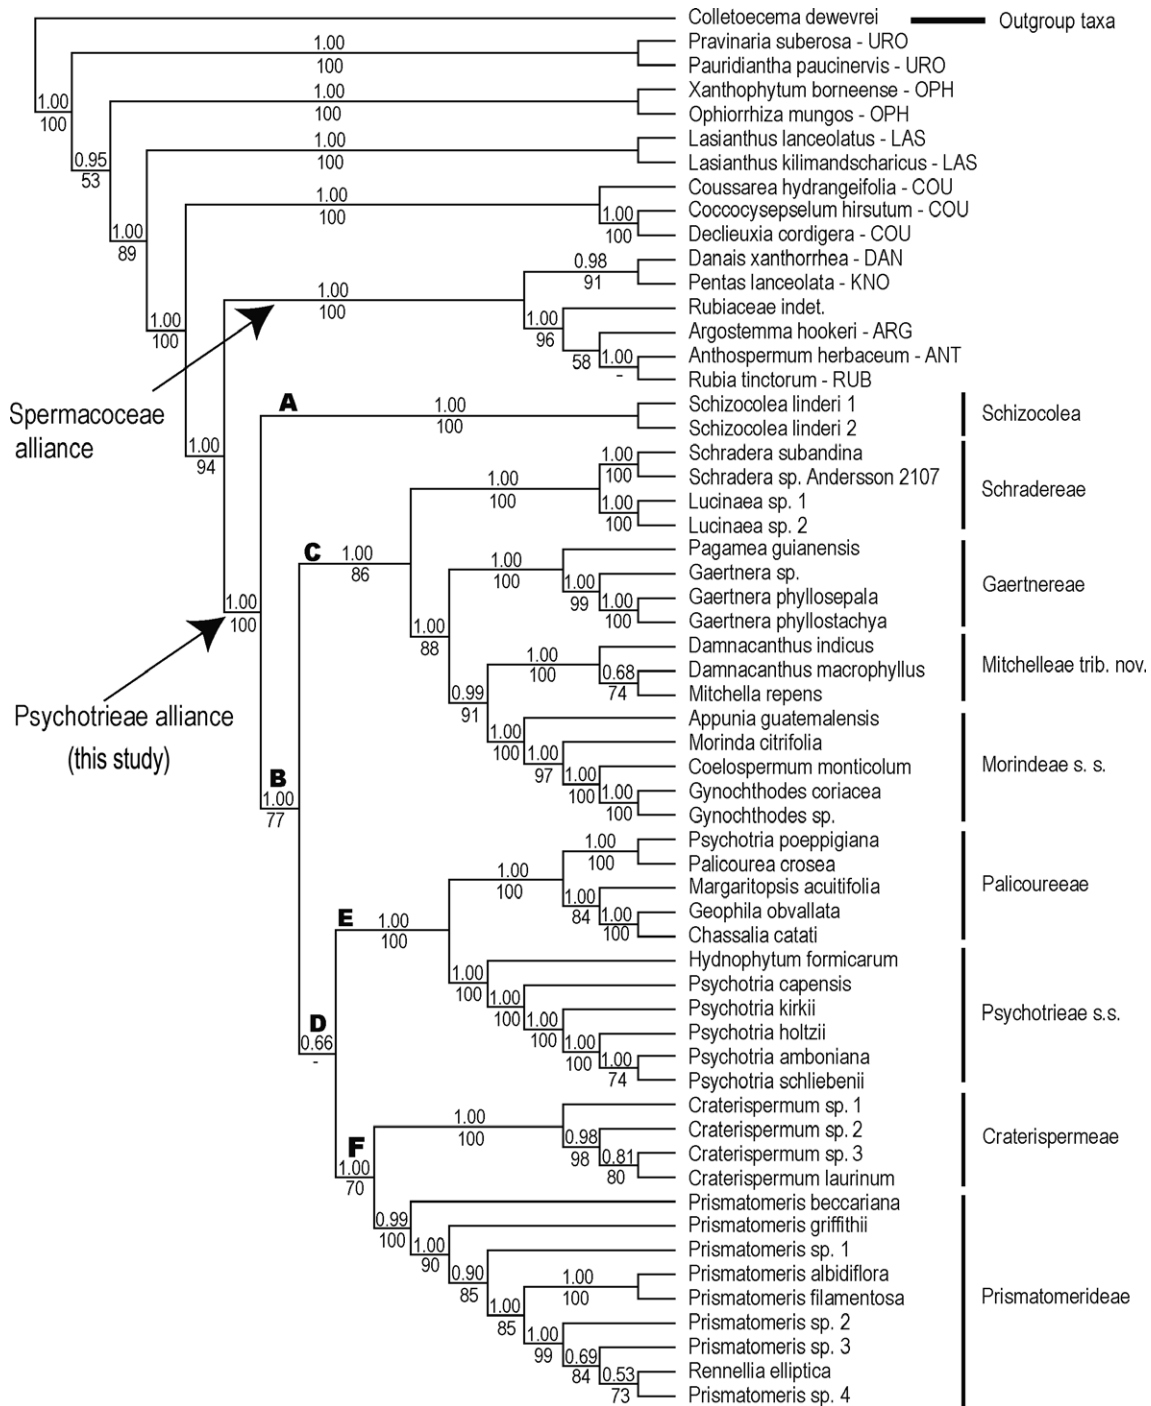 Colletoecema dewevrei
Outgroup taxa
1.00
100
Pravinaria suberosa - URO
Pauridiantha paucinervis - URO
1.00
100
1.00
100
Xanthophytum borneense - OPH
Ophiorrhiza mungos - OPH
0.95
53
1.00
100
Lasianthus lanceolatus - LAS
Lasianthus kilimandscharicus - LAS
1.00
89
1.00
100
Coussarea hydrangeifolia - COU
1.00
100
Coccocysepselum hirsutum - COU
Declieuxia cordigera - COU
1.00
100
1.00
100
0.98
91
Danais xanthorrhea - DAN
Pentas lanceolata - KNO
1.00
96
Rubiaceae indet.
58
Argostemma hookeri - ARG
1.00
-
Anthospermum herbaceum - ANT
Rubia tinctorum - RUB
Spermacoceae
alliance
1.00
94
A
1.00
100
Schizocolea linderi 1
Schizocolea linderi 2
Schizocolea
1.00
100
1.00
100
Schradera subandina
Schradera sp. Andersson 2107
1.00
100
Lucinaea sp. 1
Lucinaea sp. 2
Schradereae
C
1.00
86
1.00
100
Pagamea guianensis
1.00
99
Gaertnera sp.
1.00
100
Gaertnera phyllosepala
Gaertnera phyllostachya
Gaertnereae
1.00
100
1.00
88
1.00
100
Damnacanthus indicus
0.68
74
Damnacanthus macrophyllus
Mitchella repens
Mitchelleae trib. nov.
0.99
91
Psychotrieae alliance
(this study)
1.00
100
Appunia guatemalensis
1.00
97
Morinda citrifolia
1.00
100
Coelospermum monticolum
1.00
100
Gynochthodes coriacea
Gynochthodes sp.
Morindeae s. s.
B
1.00
77
1.00
100
1.00
100
Psychotria poeppigiana
Palicourea crosea
1.00
84
Margaritopsis acuitifolia
1.00
100
Geophila obvallata
Chassalia catati
Palicoureeae
E
1.00
100
1.00
100
Hydnophytum formicarum
1.00
100
Psychotria capensis
1.00
100
Psychotria kirkii
1.00
100
Psychotria holtzii
1.00
74
Psychotria amboniana
Psychotria schliebenii
Psychotrieae s.s.
D
0.66
-
1.00
100
Craterispermum sp. 1
0.98
98
Craterispermum sp. 2
0.81
80
Craterispermum sp. 3
Craterispermum laurinum
Craterispermeae
F
1.00
70
0.99
100
Prismatomeris beccariana
1.00
90
Prismatomeris griffithii
0.90
85
Prismatomeris sp. 1
1.00
85
1.00
100
Prismatomeris albidiflora
Prismatomeris filamentosa
1.00
99
Prismatomeris sp. 2
0.69
84
Prismatomeris sp. 3
0.53
73
Rennellia elliptica
Prismatomeris sp. 4
Prismatomerideae